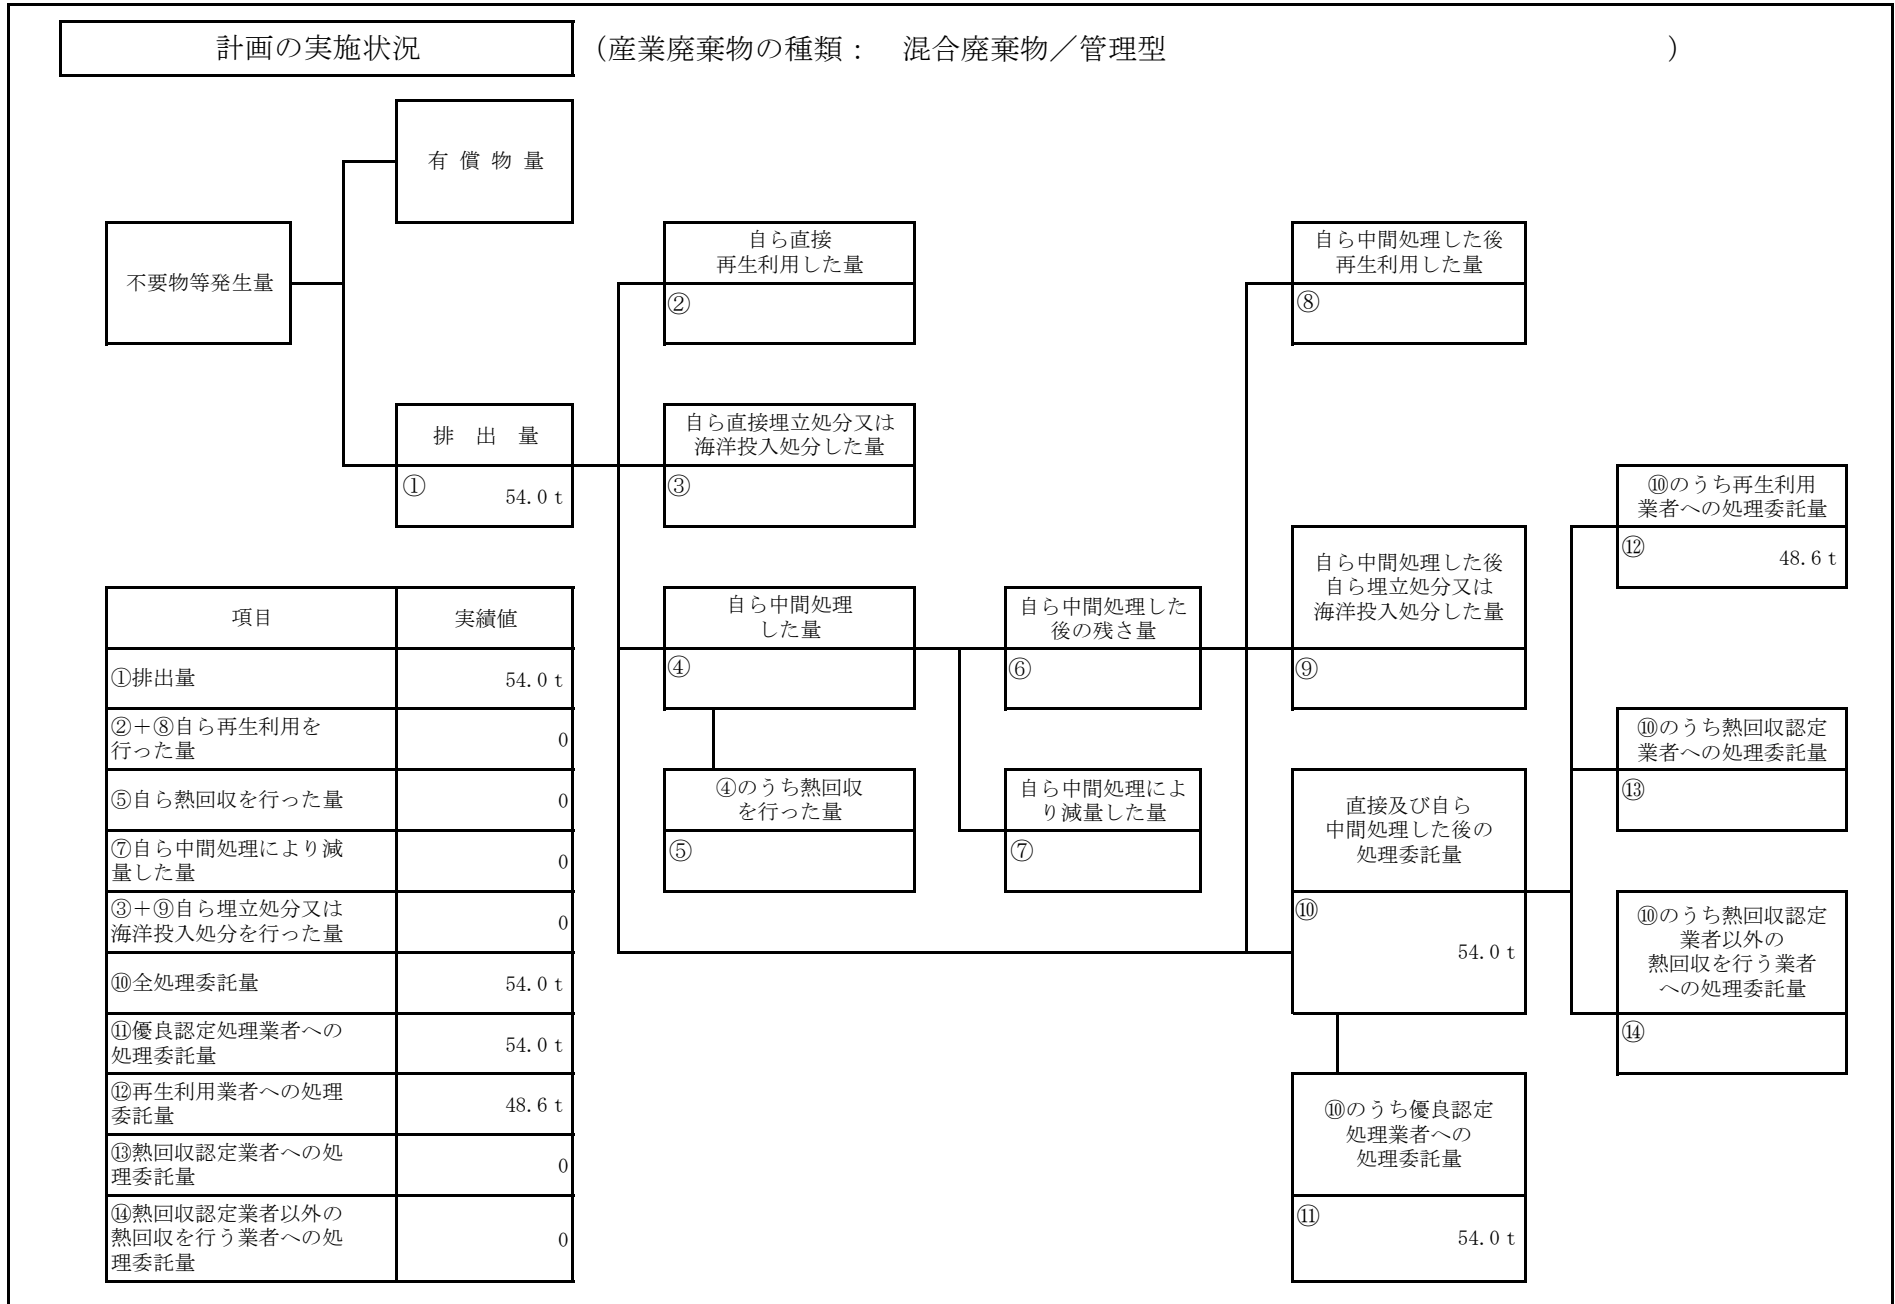 計画の実施状況
（産業廃棄物の種類：　混合廃棄物／管理型　）
有 償 物 量
不要物等発生量
自ら直接
再生利用した量
②
自ら中間処理した後
再生利用した量
⑧
排　出　量
①
54.0 t
自ら直接埋立処分又は
海洋投入処分した量
③
⑩のうち再生利用
業者への処理委託量
⑫
48.6 t
自ら中間処理した後
自ら埋立処分又は
海洋投入処分した量
⑨
自ら中間処理
した量
④
自ら中間処理した
後の残さ量
⑥
⑩のうち熱回収認定
業者への処理委託量
⑬
④のうち熱回収
を行った量
⑤
自ら中間処理によ
り減量した量
⑦
直接及び自ら
中間処理した後の
処理委託量
⑩
54.0 t
⑩のうち熱回収認定
業者以外の
熱回収を行う業者
への処理委託量
⑭
⑩のうち優良認定
処理業者への
処理委託量
⑪
54.0 t
項目　実績値
①排出量　54.0 t
②＋⑧自ら再生利用を
行った量　0
⑤自ら熱回収を行った量　0
⑦自ら中間処理により減
量した量　0
③＋⑨自ら埋立処分又は
海洋投入処分を行った量　0
⑩全処理委託量　54.0 t
⑪優良認定処理業者への
処理委託量　54.0 t
⑫再生利用業者への処理
委託量　48.6 t
⑬熱回収認定業者への処
理委託量　0
⑭熱回収認定業者以外の
熱回収を行う業者への処
理委託量　0